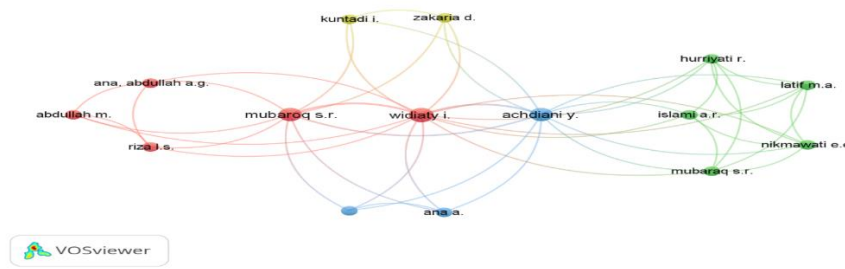 kuntadi i.
zakaria d.
hurriyati r.
ana, abdullah a.g.
latif m.a.
abdullah m.
mubaroq s.r.
widiaty i.
achdiani y.
islami a.r.
riza l.s.
nikmawati e.e
mubaraq s.r.
ana a.
VOSviewer